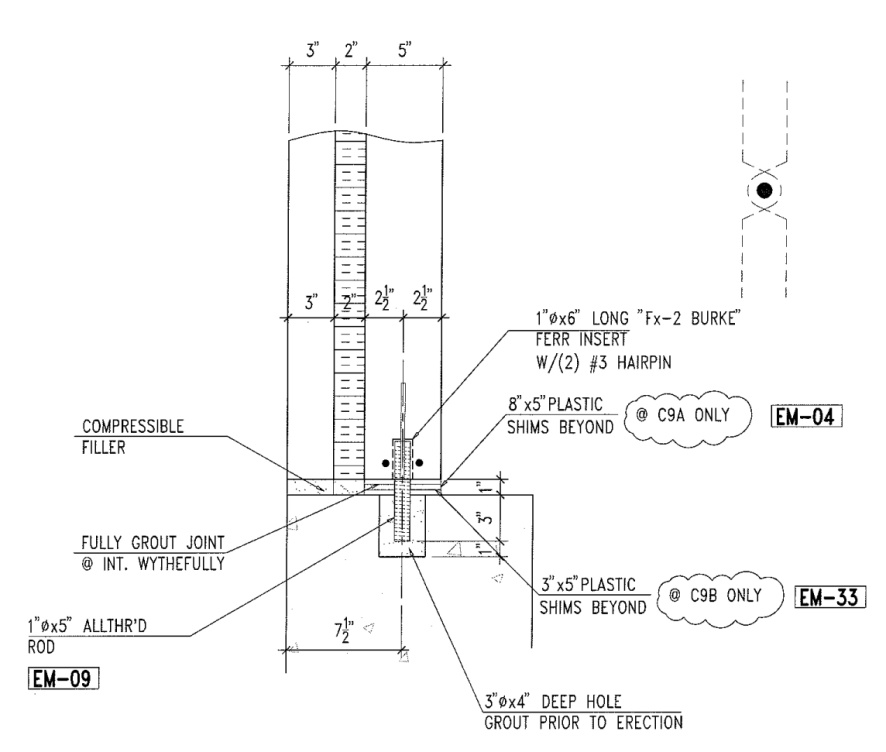 3" 2" 5"
3" 2" 2½" 2½"
1"øx6" LONG "Fx-2 BURKE"
FERR INSERT
W/(2) #3 HAIRPIN
8"x5"PLASTIC
SHIMS BEYOND
@ C9A ONLY
EM-04
COMPRESSIBLE
FILLER
1"
3"
1"
FULLY GROUT JOINT
@ INT. WYTHEFULLY
3"x5"PLASTIC
SHIMS BEYOND
@ C9B ONLY
EM-33
1"øx5" ALLTHR'D
ROD
EM-09
7½"
3"øx4" DEEP HOLE
GROUT PRIOR TO ERECTION